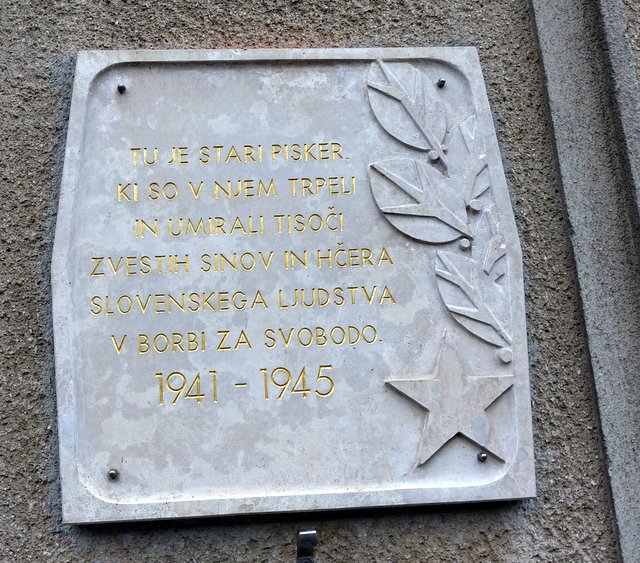 TU JE STARI PISKER,
KI SO V NJEM TRPELI
IN UMIRALI TISOČI
ZVESTIH SINOV IN HČERA
SLOVENSKEGA LJUDSTVA
V BORBI ZA SVOBODO.
1941 - 1945